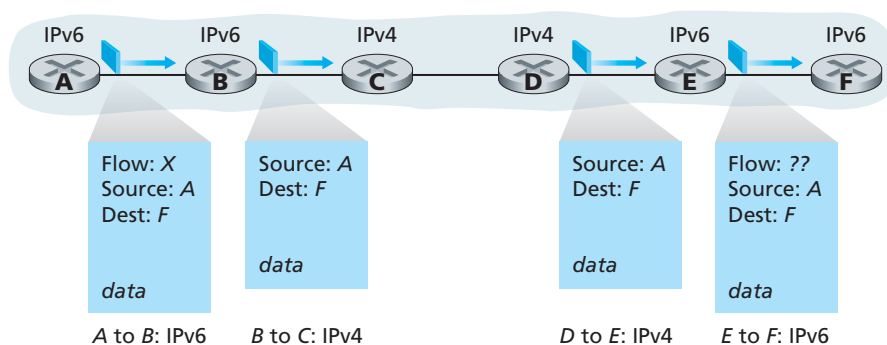 IPv6
IPv6
IPv4
IPv4
IPv6
IPv6
A
B
C
D
E
F
Flow: X
Source: A
Dest: F
data
Source: A
Dest: F
data
Source: A
Dest: F
data
Flow: ??
Source: A
Dest: F
data
A to B: IPv6
B to C: IPv4
D to E: IPv4
E to F: IPv6